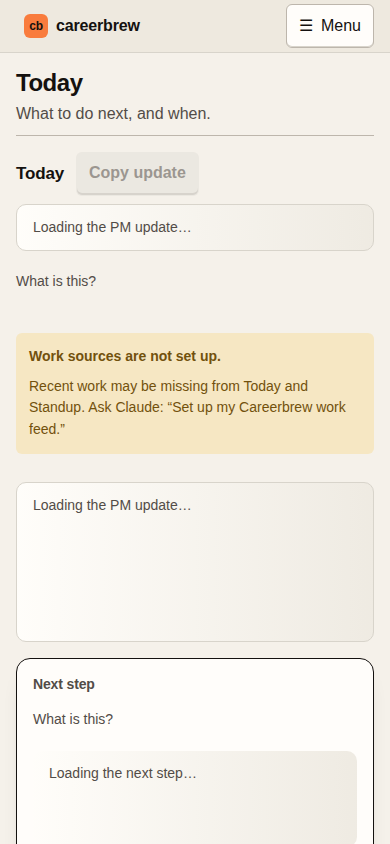 cb careerbrew
☰ Menu
Today
What to do next, and when.
Today
Copy update
Loading the PM update…
What is this?
Work sources are not set up.
Recent work may be missing from Today and
Standup. Ask Claude: “Set up my Careerbrew work
feed.”
Loading the PM update…
Next step
What is this?
Loading the next step…